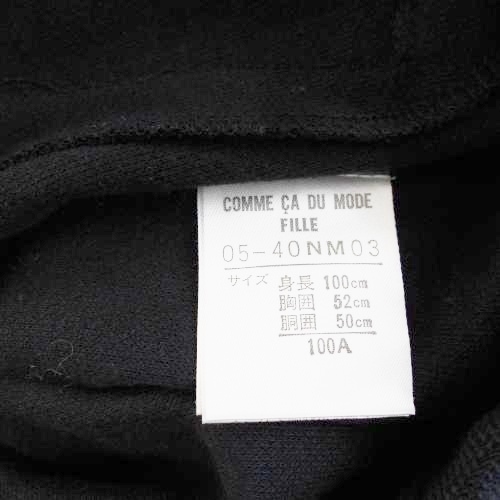 COMME ÇA DU MODE
FILLE
05-40NM03
サイズ 身長 100cm
胸囲 52cm
胴囲 50cm
100A